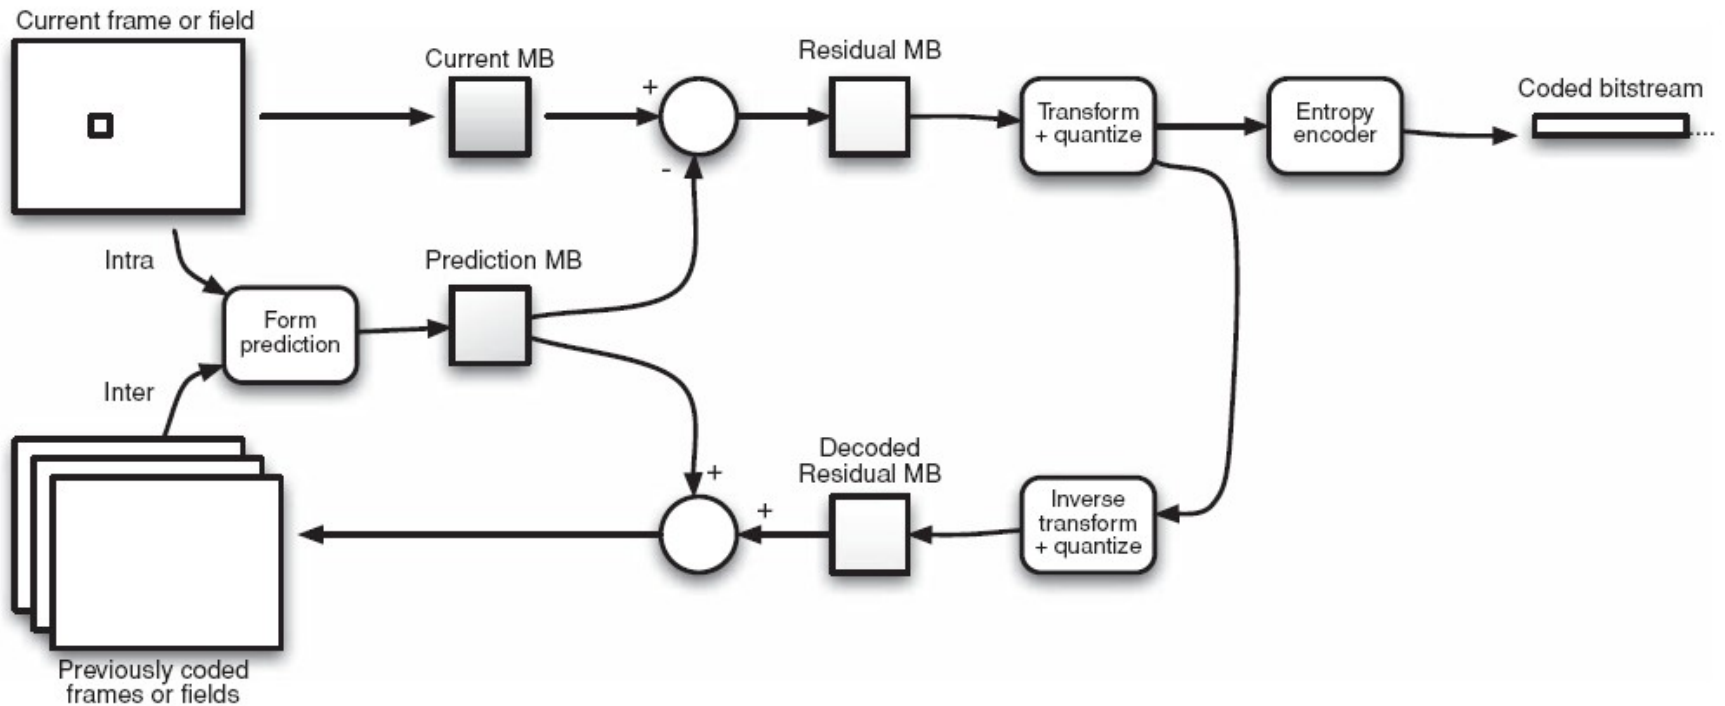 Current frame or field
Current MB
Residual MB
Coded bitstream
+
-
Transform
+ quantize
Entropy
encoder
....
Intra
Prediction MB
Form
prediction
Inter
Decoded
Residual MB
+
+
Inverse
transform
+ quantize
Previously coded
frames or fields